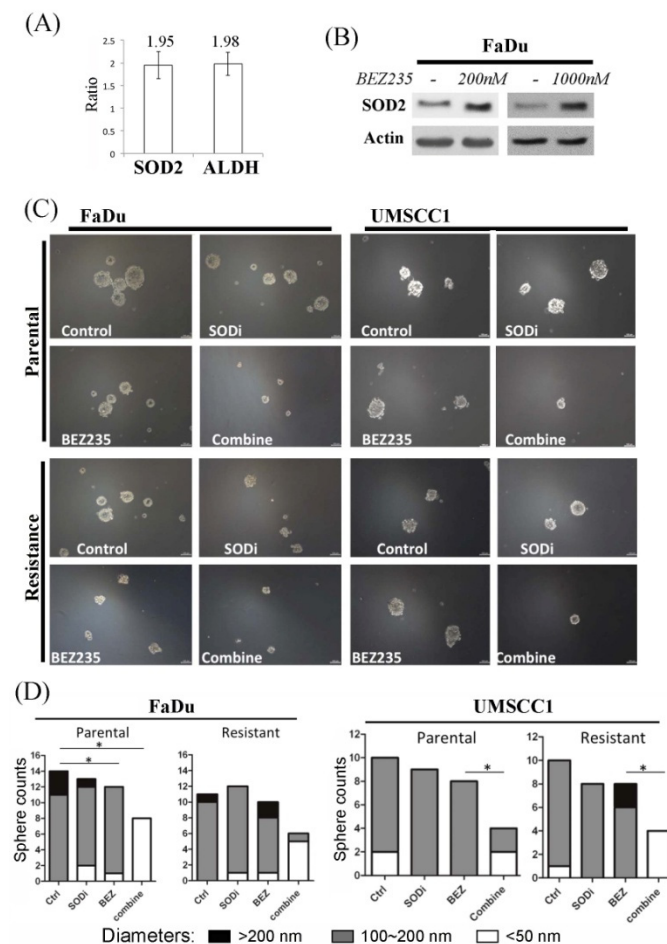 (A)
1.95 1.98
2.5
2
1.5
1
0.5
0
Ratio
SOD2 ALDH
(B)
FaDu
BEZ235 - 200nM - 1000nM
SOD2
Actin
(C)
FaDu UMSCC1
Parental
Control SODi Control SODi
BEZ235 Combine BEZ235 Combine
Resistance
Control SODi Control SODi
BEZ235 Combine BEZ235 Combine
(D)
FaDu UMSCC1
Parental Resistant Parental Resistant
Sphere counts
16
14
12
10
8
6
4
2
0
* *
Ctrl SODi BEZ combine
16
14
12
10
8
6
4
2
0
Ctrl SODi BEZ combine
Sphere counts
12
10
8
6
4
2
0
*
Ctrl SODi BEZ combine
12
10
8
6
4
2
0
*
Ctrl SODi BEZ combine
Diameters: >200 nm 100~200 nm <50 nm